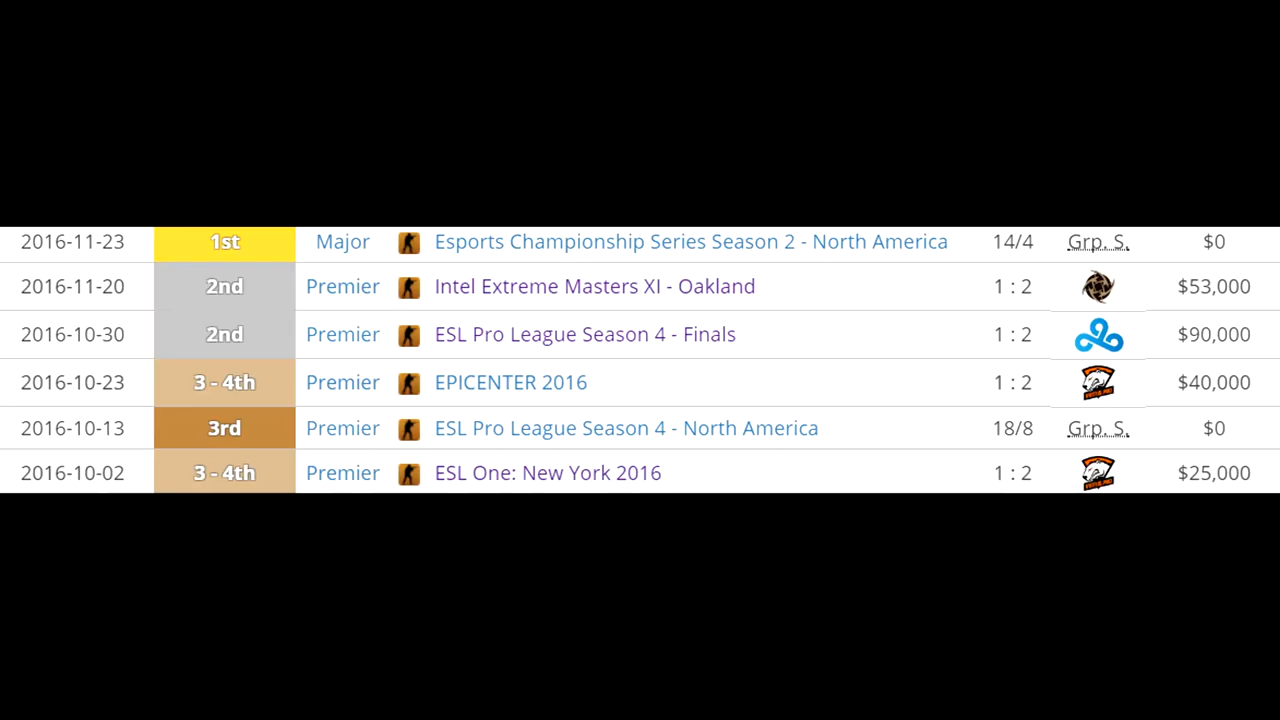 2016-11-23 1st Major Esports Championship Series Season 2 - North America 14/4 Grp. S. $0
2016-11-20 2nd Premier Intel Extreme Masters XI - Oakland 1 : 2 $53,000
2016-10-30 2nd Premier ESL Pro League Season 4 - Finals 1 : 2 $90,000
2016-10-23 3 - 4th Premier EPICENTER 2016 1 : 2 $40,000
2016-10-13 3rd Premier ESL Pro League Season 4 - North America 18/8 Grp. S. $0
2016-10-02 3 - 4th Premier ESL One: New York 2016 1 : 2 $25,000